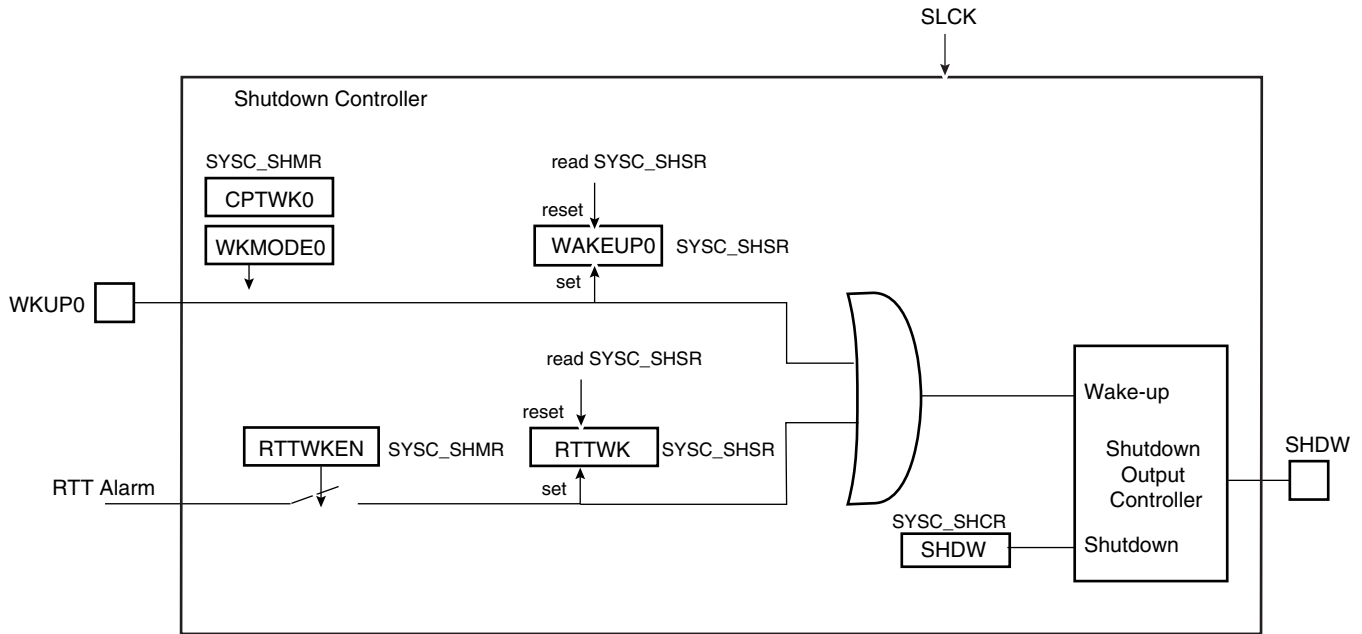 SLCK
Shutdown Controller
SYSC_SHMR
CPTWK0
WKMODE0
read SYSC_SHSR
reset
WAKEUP0
SYSC_SHSR
set
WKUP0
read SYSC_SHSR
reset
RTTWKEN
SYSC_SHMR
RTTWK
SYSC_SHSR
set
RTT Alarm
Wake-up
Shutdown
Output
Controller
SHDW
SYSC_SHCR
SHDW
Shutdown